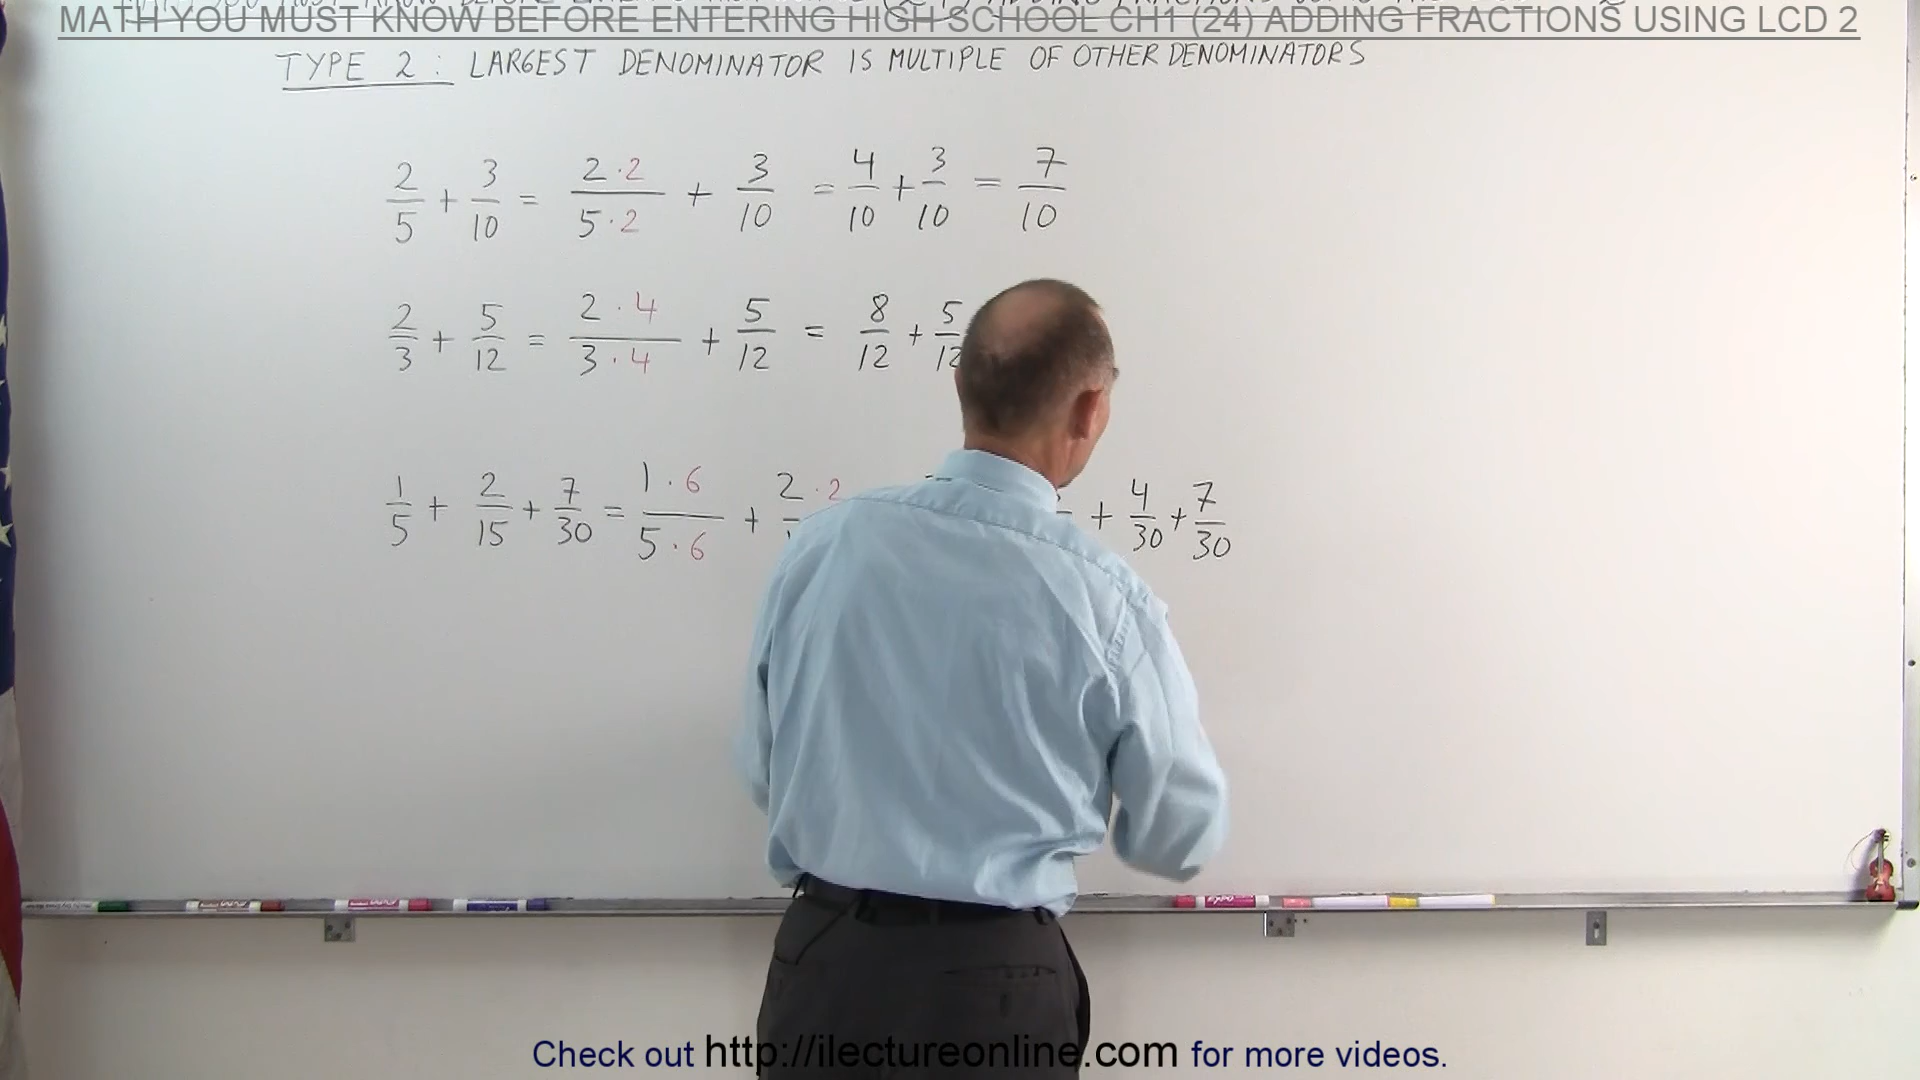 MATH YOU MUST KNOW BEFORE ENTERING HIGH SCHOOL CH1 (24) ADDING FRACTIONS USING LCD 2
TYPE 2 : LARGEST DENOMINATOR IS MULTIPLE OF OTHER DENOMINATORS
2/5 + 3/10 = 2·2/5·2 + 3/10 = 4/10 + 3/10 = 7/10
2/3 + 5/12 = 2·4/3·4 + 5/12 = 8/12 + 5/12
1/5 + 2/15 + 7/30 = 1·6/5·6 + 2·2 + 4/30 + 7/30
Check out http://ilectureonline.com for more videos.